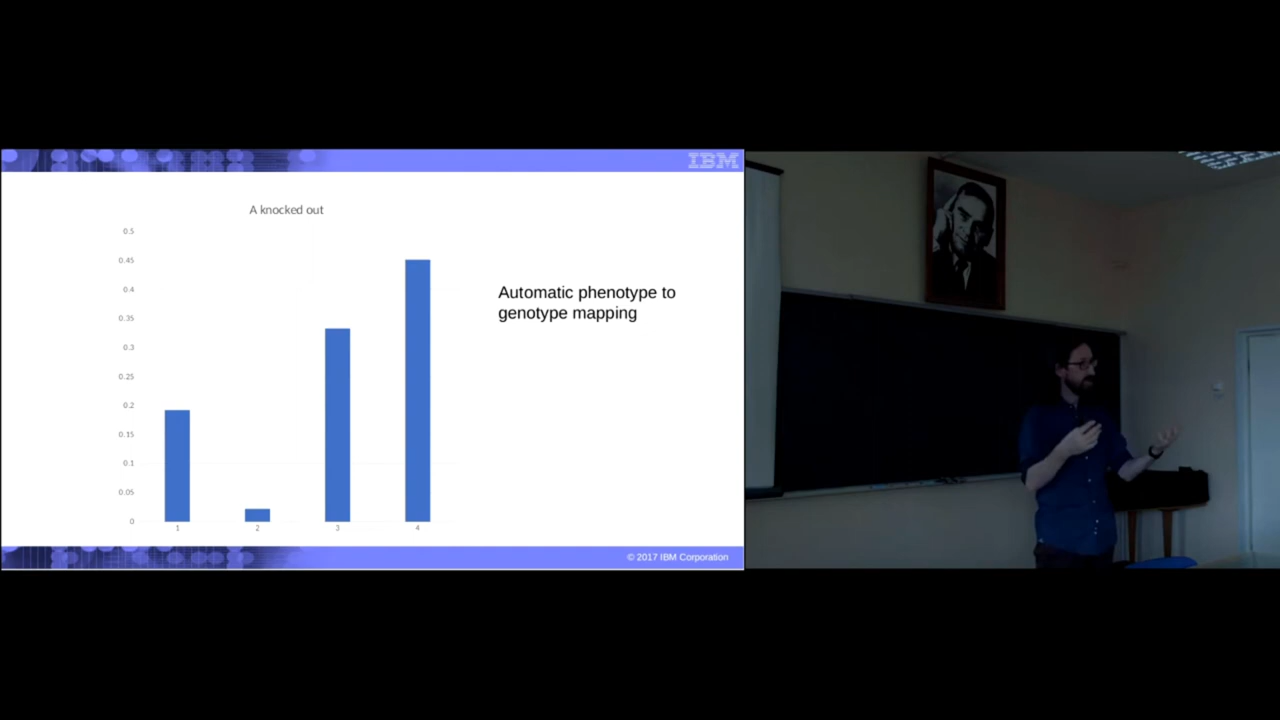 IBM
A knocked out
0.5
0.45
0.4
0.35
0.3
0.25
0.2
0.15
0.1
0.05
0
1 2 3 4
Automatic phenotype to
genotype mapping
© 2017 IBM Corporation